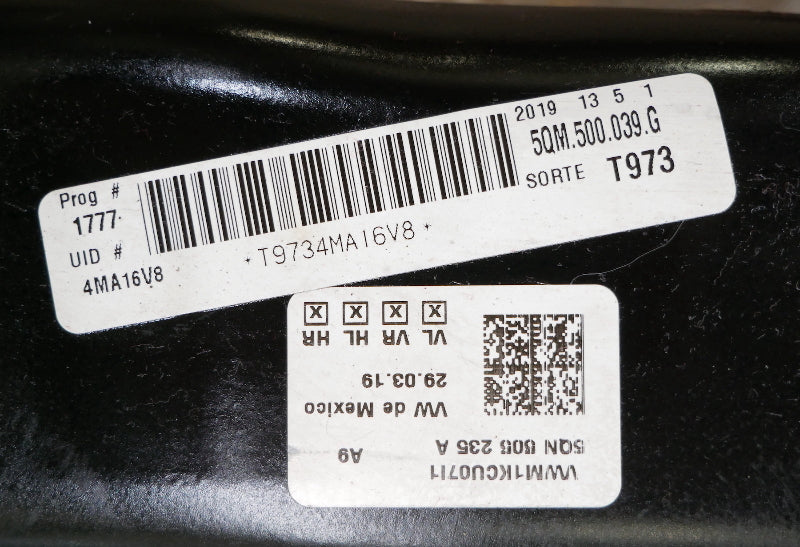 2019 13 5 1
Prog # 5QM.500.039.G
1777 SORTE T973
UID #
4MA16V8
*T9734MA16V8*
5QN 505 235 A
A9
VW de Mexico
29.03.19
VL VR HL HR
X X X X